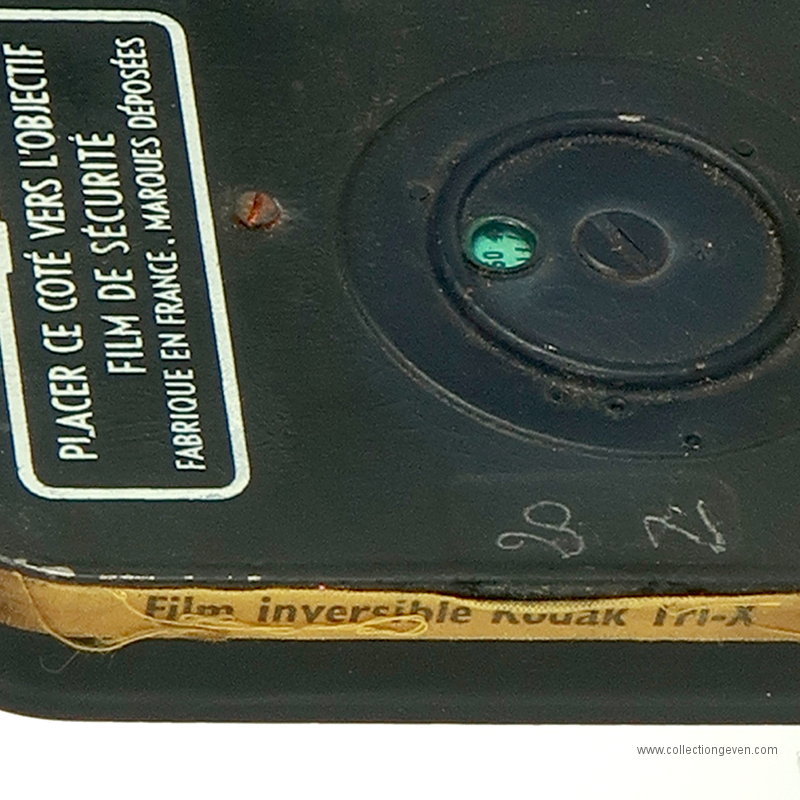 PLACER CE COTÉ VERS L'OBJECTIF
FILM DE SÉCURITÉ
FABRIQUE EN FRANCE . MARQUES DÉPOSÉES
Film inversible Kodak Tri-X
www.collectiongeven.com